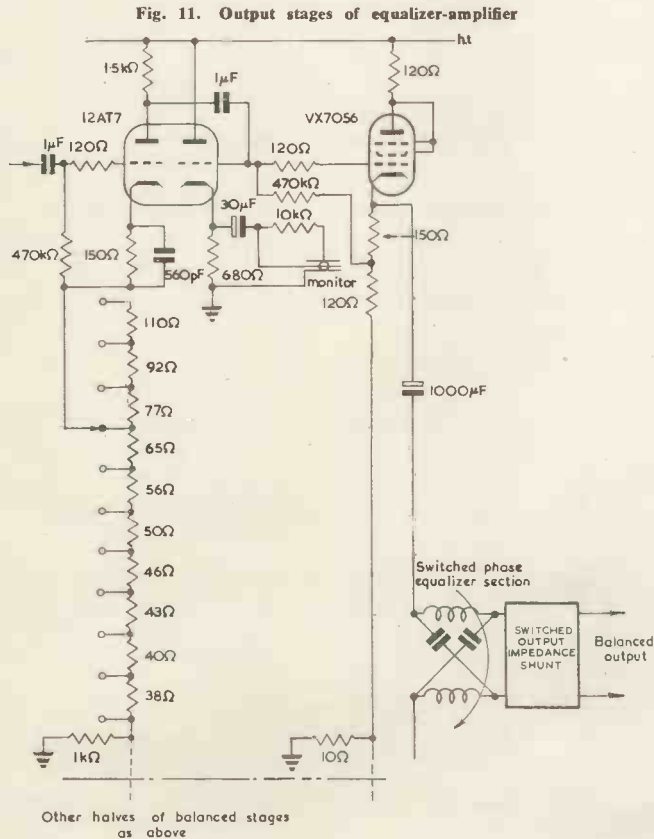 Fig. 11. Output stages of equalizer-amplifier
h.t
1·5kΩ
1μF
120Ω
12AT7
VX7056
1μF
120Ω
120Ω
470kΩ
30μF
10kΩ
470kΩ
150Ω
560pF
680Ω
monitor
150Ω
120Ω
110Ω
92Ω
77Ω
1000μF
65Ω
56Ω
50Ω
46Ω
Switched phase
equalizer section
43Ω
SWITCHED
OUTPUT
IMPEDANCE
SHUNT
Balanced
output
40Ω
38Ω
1kΩ
10Ω
Other halves of balanced stages
as above